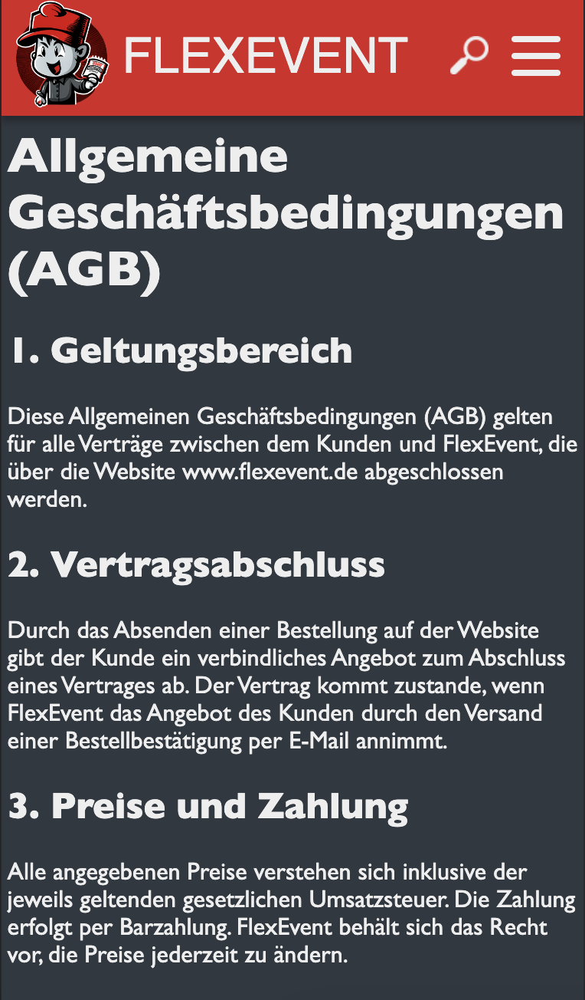 FLEXEVENT
Allgemeine
Geschäftsbedingungen
(AGB)
1. Geltungsbereich
Diese Allgemeinen Geschäftsbedingungen (AGB) gelten
für alle Verträge zwischen dem Kunden und FlexEvent, die
über die Website www.flexevent.de abgeschlossen
werden.
2. Vertragsabschluss
Durch das Absenden einer Bestellung auf der Website
gibt der Kunde ein verbindliches Angebot zum Abschluss
eines Vertrages ab. Der Vertrag kommt zustande, wenn
FlexEvent das Angebot des Kunden durch den Versand
einer Bestellbestätigung per E-Mail annimmt.
3. Preise und Zahlung
Alle angegebenen Preise verstehen sich inklusive der
jeweils geltenden gesetzlichen Umsatzsteuer. Die Zahlung
erfolgt per Barzahlung. FlexEvent behält sich das Recht
vor, die Preise jederzeit zu ändern.